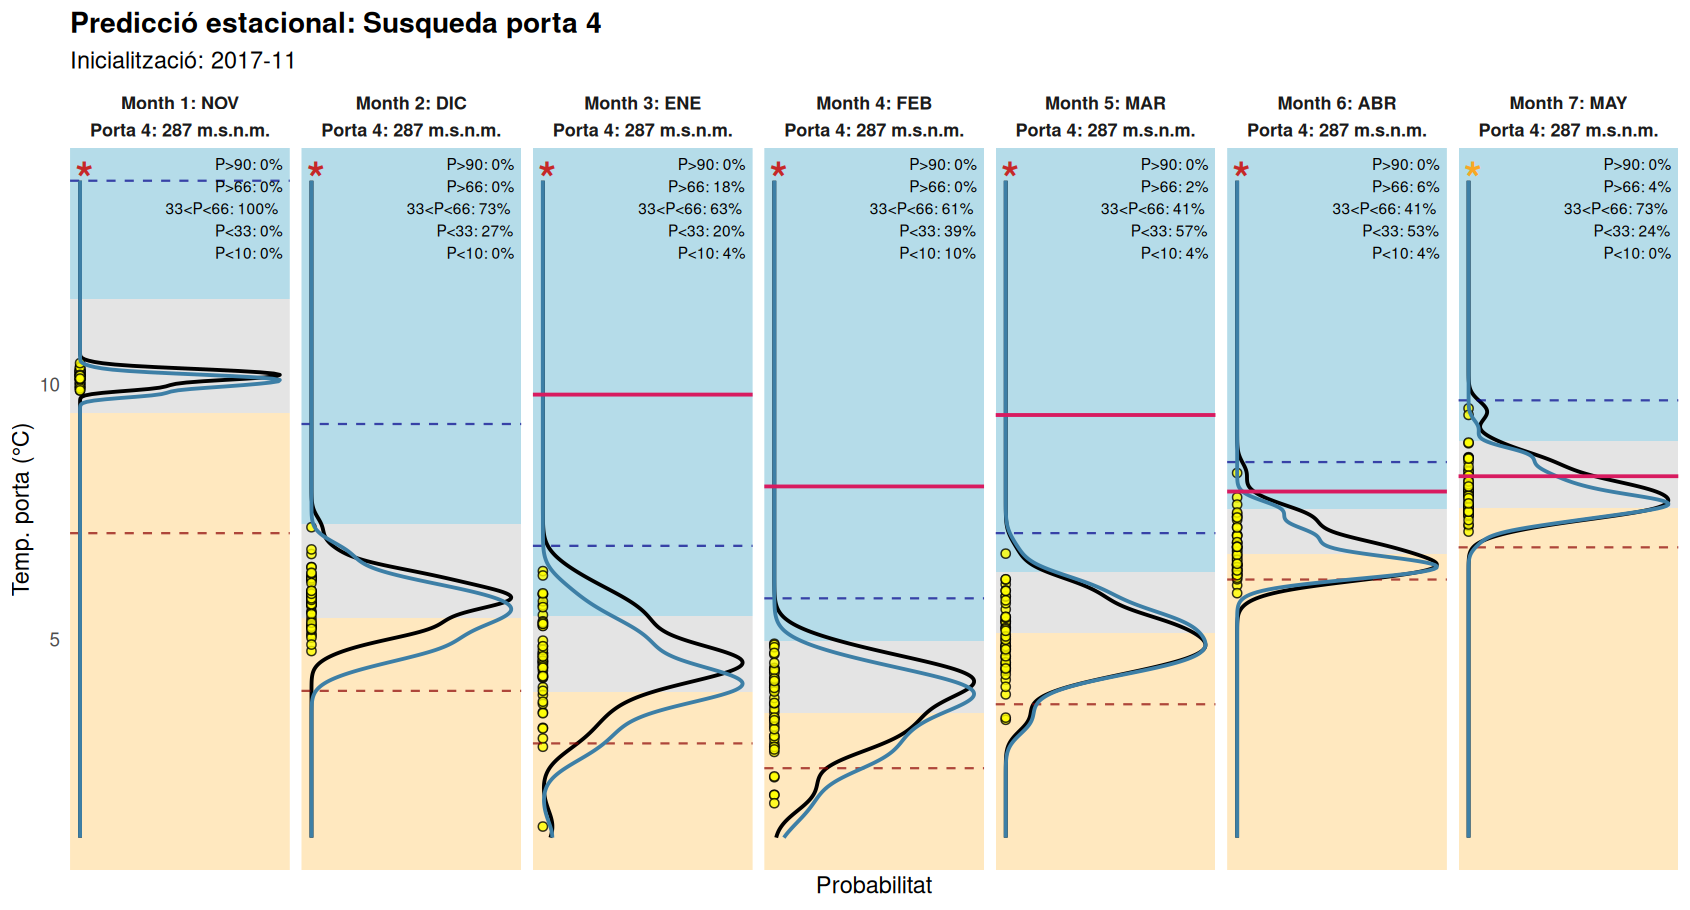 Predicció estacional: Susqueda porta 4
Inicialització: 2017-11
Month 1: NOV
Porta 4: 287 m.s.n.m.
Month 2: DIC
Porta 4: 287 m.s.n.m.
Month 3: ENE
Porta 4: 287 m.s.n.m.
Month 4: FEB
Porta 4: 287 m.s.n.m.
Month 5: MAR
Porta 4: 287 m.s.n.m.
Month 6: ABR
Porta 4: 287 m.s.n.m.
Month 7: MAY
Porta 4: 287 m.s.n.m.
*
P>90: 0%
P>66: 0%
33<P<66: 100%
P<33: 0%
P<10: 0%
*
P>90: 0%
P>66: 0%
33<P<66: 73%
P<33: 27%
P<10: 0%
*
P>90: 0%
P>66: 18%
33<P<66: 63%
P<33: 20%
P<10: 4%
*
P>90: 0%
P>66: 0%
33<P<66: 61%
P<33: 39%
P<10: 10%
*
P>90: 0%
P>66: 2%
33<P<66: 41%
P<33: 57%
P<10: 4%
*
P>90: 0%
P>66: 6%
33<P<66: 41%
P<33: 53%
P<10: 4%
*
P>90: 0%
P>66: 4%
33<P<66: 73%
P<33: 24%
P<10: 0%
10
5
Temp. porta (°C)
Probabilitat